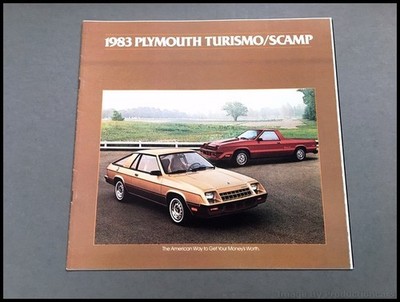 1983 PLYMOUTH TURISMO/SCAMP
The American Way to Get Your Money's Worth.